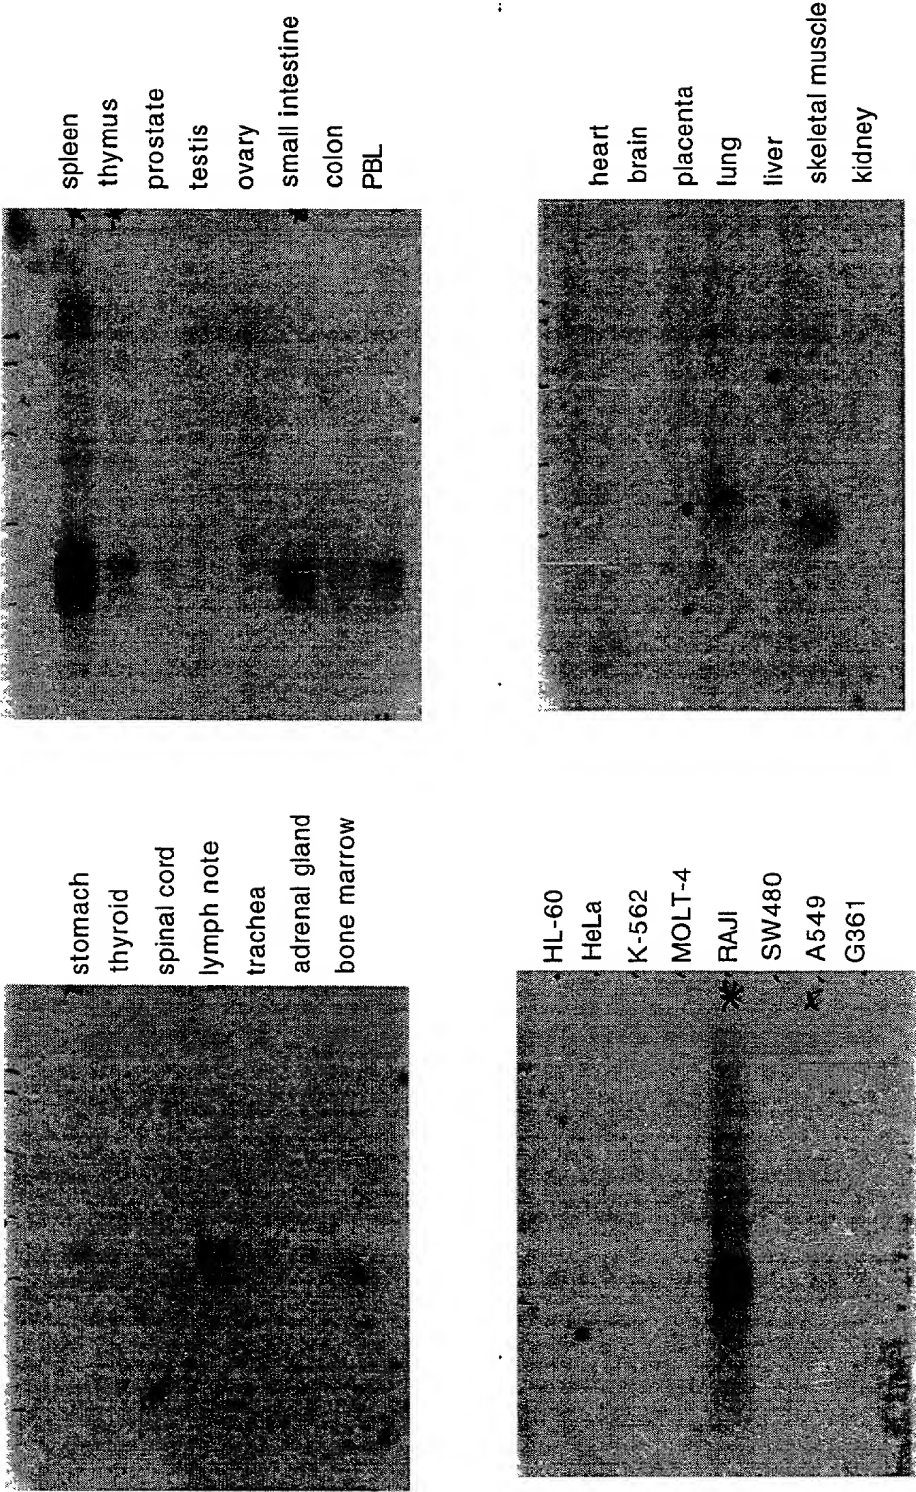 spleen
thymus
prostate
testis
ovary
small intestine
colon
PBL
heart
brain
placenta
lung
liver
skeletal muscle
kidney
stomach
thyroid
spinal cord
lymph note
trachea
adrenal gland
bone marrow
HL-60
HeLa
K-562
MOLT-4
RAJI
SW480
A549
G361